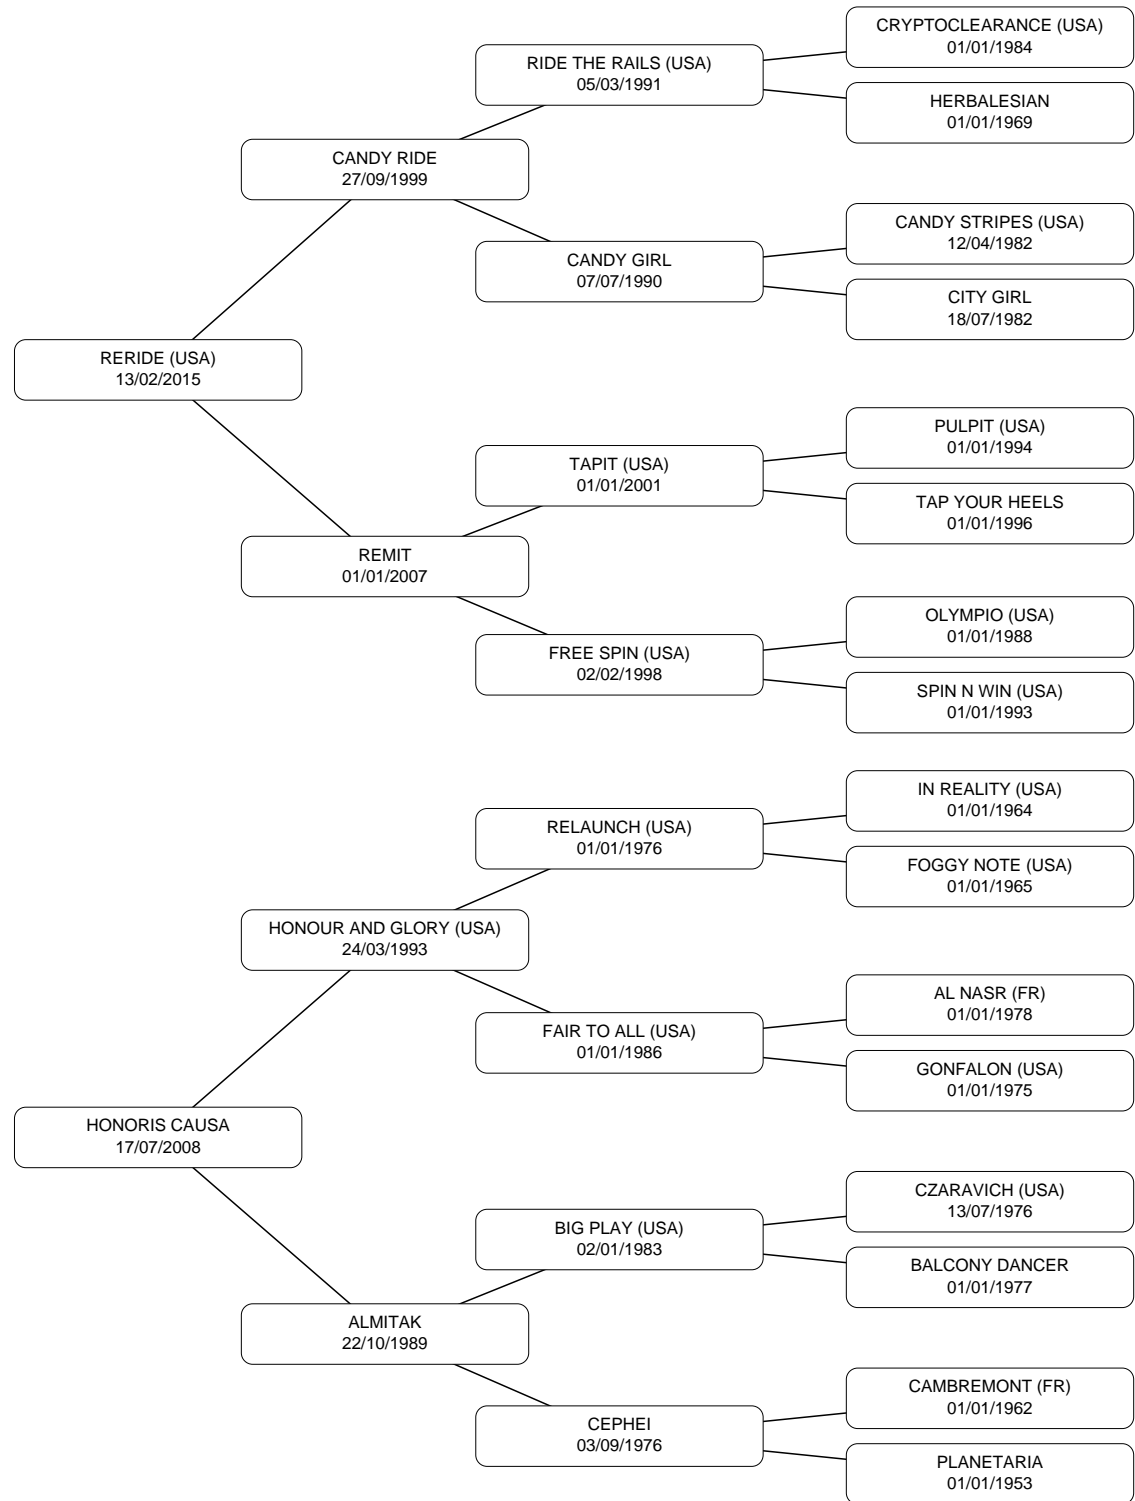 CRYPTOCLEARANCE (USA)
01/01/1984
RIDE THE RAILS (USA)
05/03/1991
HERBALESIAN
01/01/1969
CANDY RIDE
27/09/1999
CANDY STRIPES (USA)
12/04/1982
CANDY GIRL
07/07/1990
CITY GIRL
18/07/1982
RERIDE (USA)
13/02/2015
PULPIT (USA)
01/01/1994
TAPIT (USA)
01/01/2001
TAP YOUR HEELS
01/01/1996
REMIT
01/01/2007
OLYMPIO (USA)
01/01/1988
FREE SPIN (USA)
02/02/1998
SPIN N WIN (USA)
01/01/1993
IN REALITY (USA)
01/01/1964
RELAUNCH (USA)
01/01/1976
FOGGY NOTE (USA)
01/01/1965
HONOUR AND GLORY (USA)
24/03/1993
AL NASR (FR)
01/01/1978
FAIR TO ALL (USA)
01/01/1986
GONFALON (USA)
01/01/1975
HONORIS CAUSA
17/07/2008
CZARAVICH (USA)
13/07/1976
BIG PLAY (USA)
02/01/1983
BALCONY DANCER
01/01/1977
ALMITAK
22/10/1989
CAMBREMONT (FR)
01/01/1962
CEPHEI
03/09/1976
PLANETARIA
01/01/1953